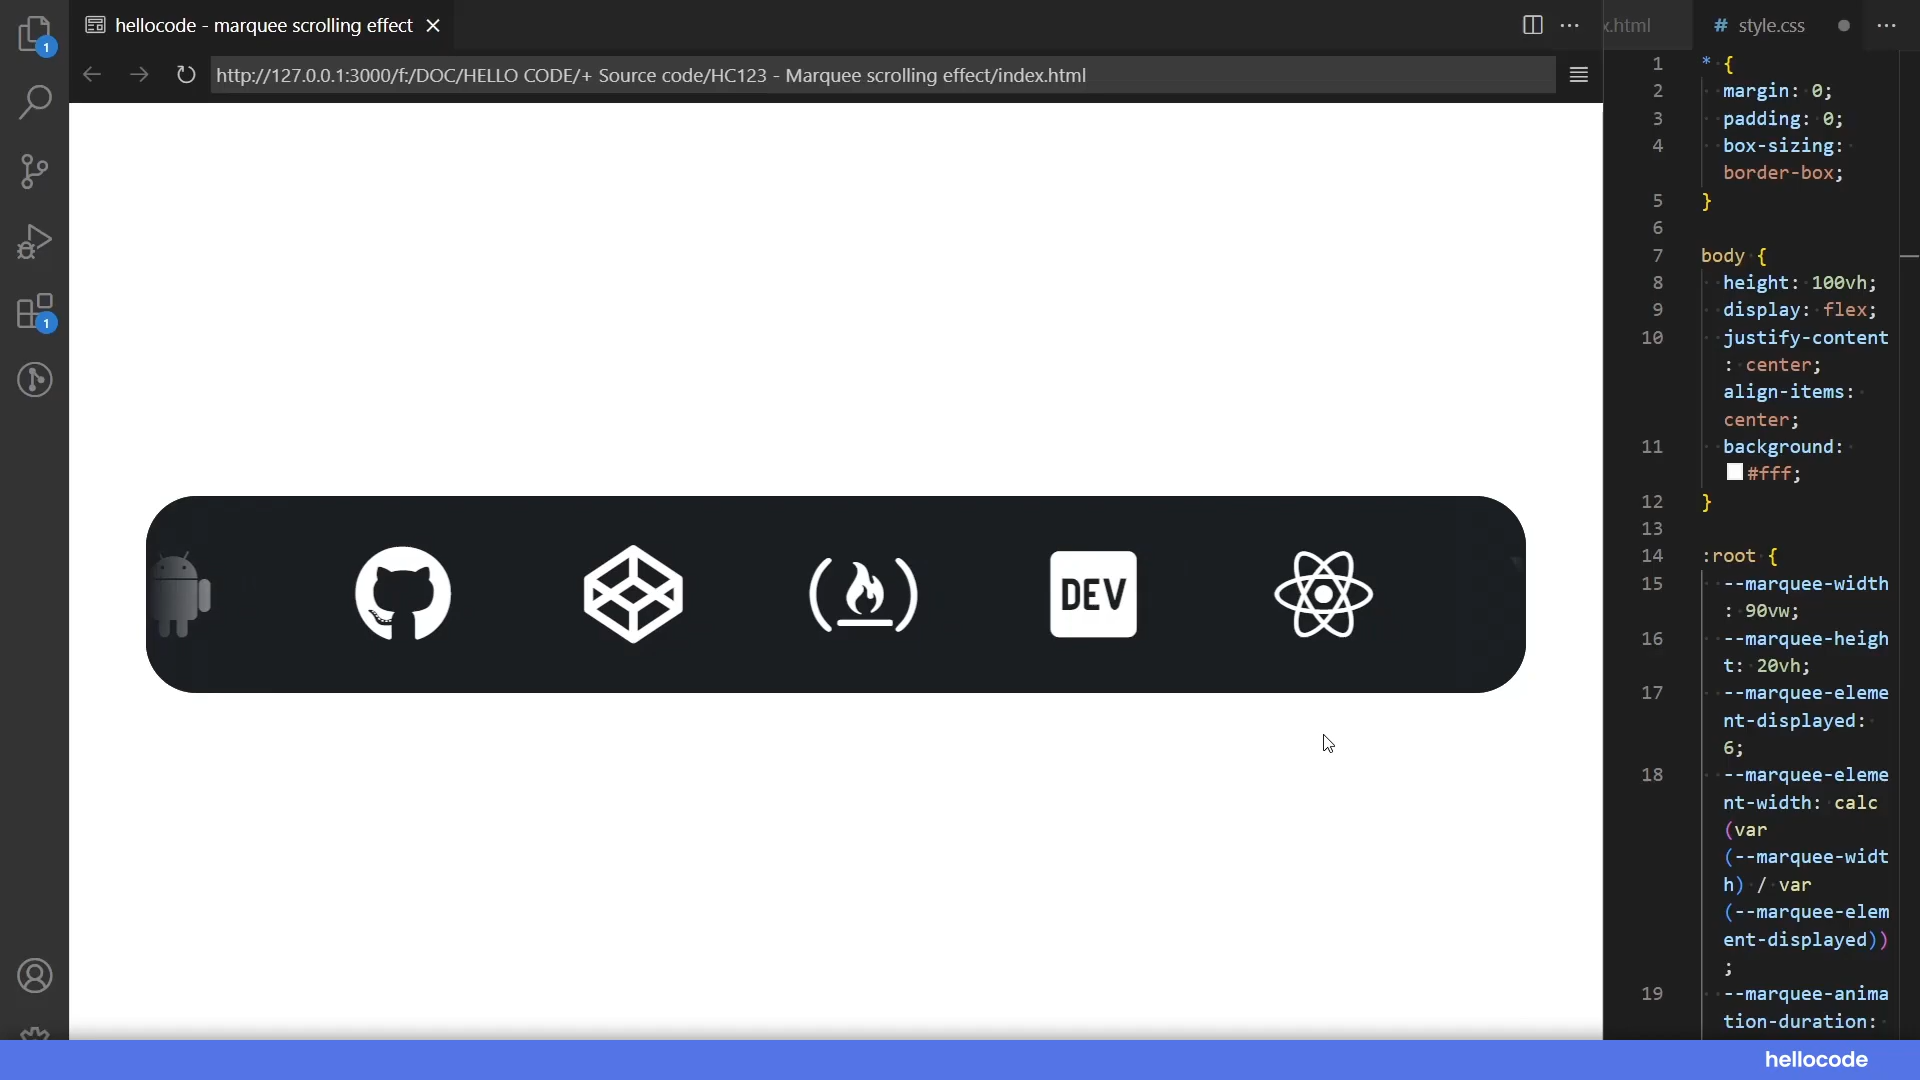 hellocode - marquee scrolling effect
x.html
# style.css
http://127.0.0.1:3000/f:/DOC/HELLO CODE/+ Source code/HC123 - Marquee scrolling effect/index.html
1
1
DEV
1 * {
2 margin: 0;
3 padding: 0;
4 box-sizing:
border-box;
5 }
6
7 body {
8 height: 100vh;
9 display: flex;
10 justify-content
: center;
align-items:
center;
11 background:
#fff;
12 }
13
14 :root {
15 --marquee-width
: 90vw;
16 --marquee-heigh
t: 20vh;
17 --marquee-eleme
nt-displayed:
6;
18 --marquee-eleme
nt-width: calc
(var
(--marquee-widt
h) / var
(--marquee-elem
ent-displayed))
;
19 --marquee-anima
tion-duration:
hellocode